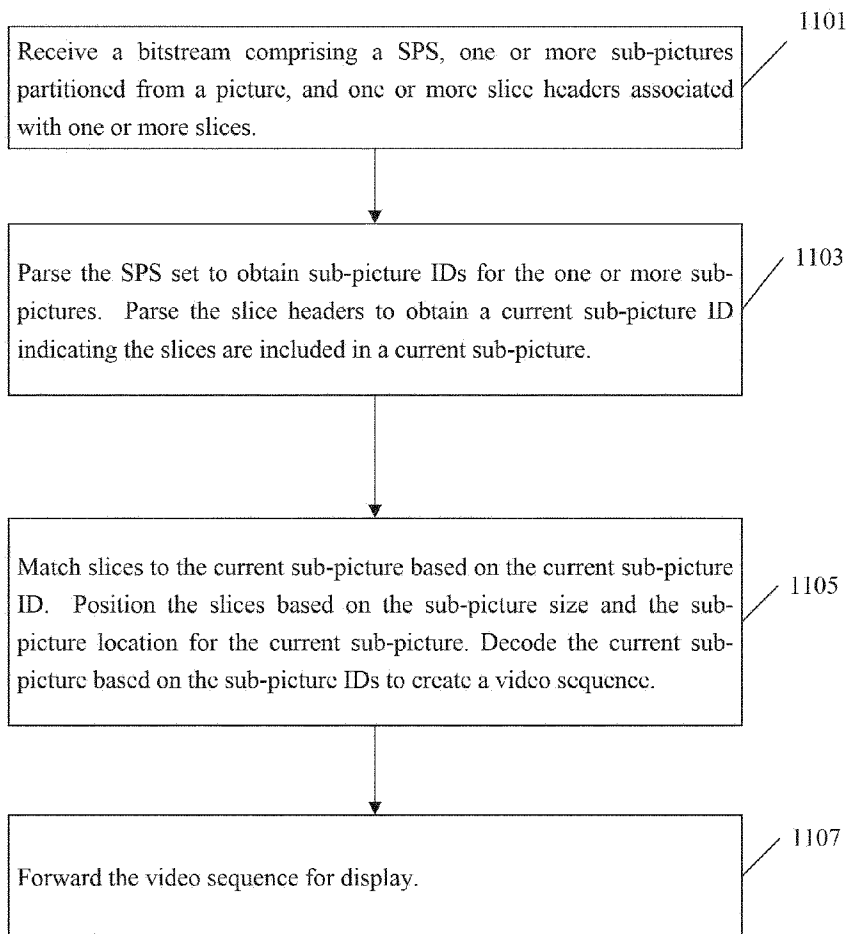 1101
Receive a bitstream comprising a SPS, one or more sub-pictures
partitioned from a picture, and one or more slice headers associated
with one or more slices.
1103
Parse the SPS set to obtain sub-picture IDs for the one or more sub-
pictures. Parse the slice headers to obtain a current sub-picture ID
indicating the slices are included in a current sub-picture.
Match slices to the current sub-picture based on the current sub-picture
1105
ID. Position the slices based on the sub-picture size and the sub-
picture location for the current sub-picture. Decode the current sub-
picture based on the sub-picture IDs to create a video sequence.
1107
Forward the video sequence for display.